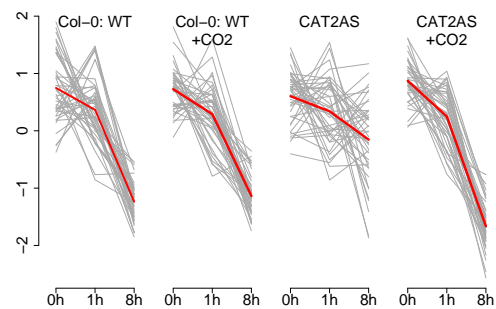 Col−0: WT
Col−0: WT
+CO2
CAT2AS
CAT2AS
+CO2
2
1
0
−1
−2
0h 1h 8h
0h 1h 8h
0h 1h 8h
0h 1h 8h